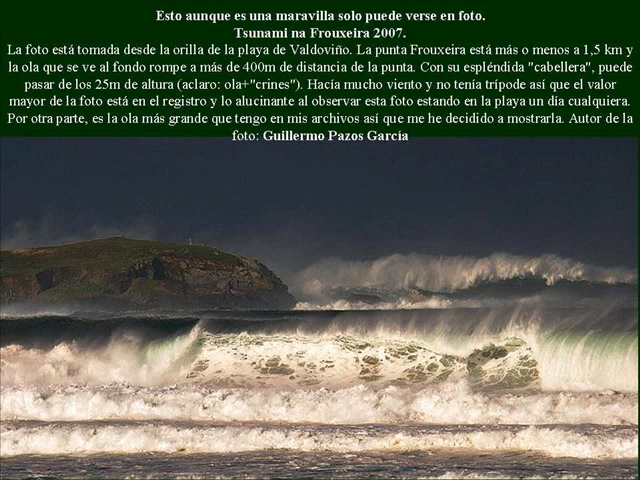 Esto aunque es una maravilla solo puede verse en foto.
Tsunami na Frouxeira 2007.
La foto está tomada desde la orilla de la playa de Valdoviño. La punta Frouxeira está más o menos a 1,5 km y
la ola que se ve al fondo rompe a más de 400m de distancia de la punta. Con su espléndida "cabellera", puede
pasar de los 25m de altura (aclaro: ola+"crines"). Hacía mucho viento y no tenía trípode así que el valor
mayor de la foto está en el registro y lo alucinante al observar esta foto estando en la playa un día cualquiera.
Por otra parte, es la ola más grande que tengo en mis archivos así que me he decidido a mostrarla. Autor de la
foto: Guillermo Pazos García